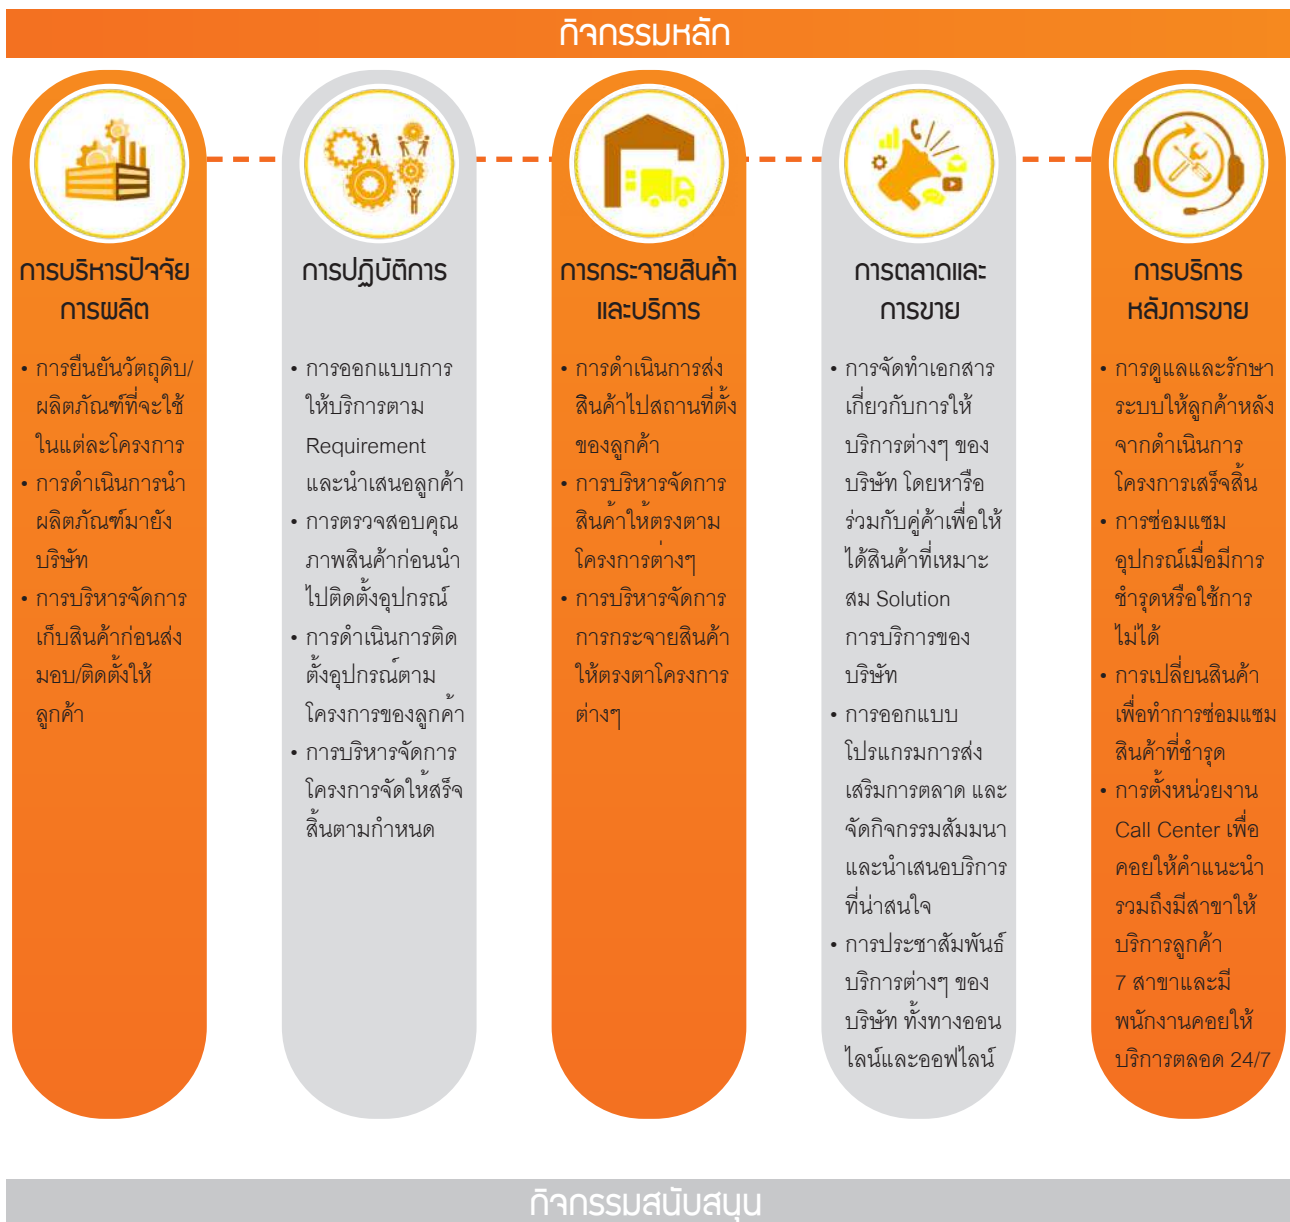 กิจกรรมหลัก
การบริหารปัจจัย
การผลิต
• การยืนยันวัตถุดิบ/
ผลิตภัณฑ์ที่จะใช้
ในแต่ละโครงการ
• การดำเนินการนำ
ผลิตภัณฑ์มายัง
บริษัท
• การบริหารจัดการ
เก็บสินค้าก่อนส่ง
มอบ/ติดตั้งให้
ลูกค้า
การปฏิบัติการ
• การออกแบบการ
ให้บริการตาม
Requirement
และนำเสนอลูกค้า
• การตรวจสอบคุณ
ภาพสินค้าก่อนนำ
ไปติดตั้งอุปกรณ์
• การดำเนินการติด
ตั้งอุปกรณ์ตาม
โครงการของลูกค้า
• การบริหารจัดการ
โครงการจัดให้สร็จ
สิ้นตามกำหนด
การกระจายสินค้า
และบริการ
• การดำเนินการส่ง
สินค้าไปสถานที่ตั้ง
ของลูกค้า
• การบริหารจัดการ
สินค้าให้ตรงตาม
โครงการต่างๆ
• การบริหารจัดการ
การกระจายสินค้า
ให้ตรงตาโครงการ
ต่างๆ
การตลาดและ
การขาย
• การจัดทำเอกสาร
เกี่ยวกับการให้
บริการต่างๆ ของ
บริษัท โดยหารือ
ร่วมกับคู่ค้าเพื่อให้
ได้สินค้าที่เหมาะ
สม Solution
การบริการของ
บริษัท
• การออกแบบ
โปรแกรมการส่ง
เสริมการตลาด และ
จัดกิจกรรมสัมมนา
และนำเสนอบริการ
ที่น่าสนใจ
• การประชาสัมพันธ์
บริการต่างๆ ของ
บริษัท ทั้งทางออน
ไลน์และออฟไลน์
การบริการ
หลังการขาย
• การดูแลและรักษา
ระบบให้ลูกค้าหลัง
จากดำเนินการ
โครงการเสร็จสิ้น
• การซ่อมแซม
อุปกรณ์เมื่อมีการ
ชำรุดหรือใช้การ
ไม่ได้
• การเปลี่ยนสินค้า
เพื่อทำการซ่อมแซม
สินค้าที่ชำรุด
• การตั้งหน่วยงาน
Call Center เพื่อ
คอยให้คำแนะนำ
รวมถึงมีสาขาให้
บริการลูกค้า
7 สาขาและมี
พนักงานคอยให้
บริการตลอด 24/7
กิจกรรมสนับสนุน